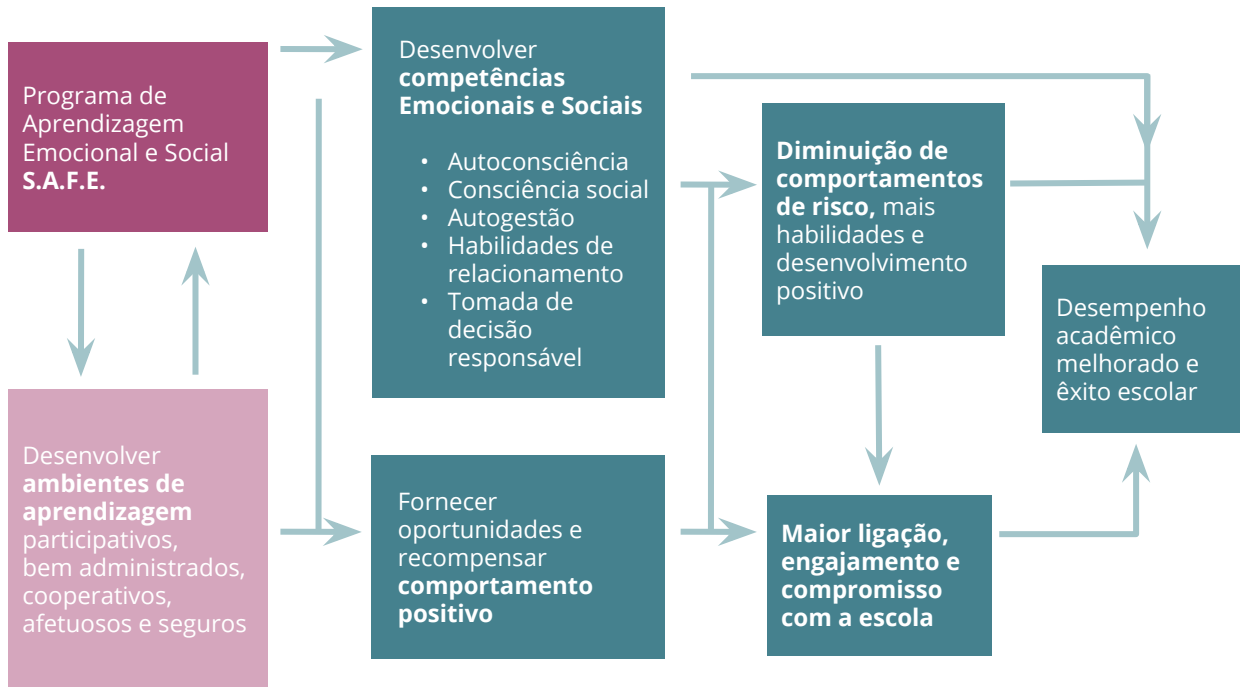 Programa de
Aprendizagem
Emocional e Social
S.A.F.E.
Desenvolver
ambientes de
aprendizagem
participativos,
bem administrados,
cooperativos,
afetuosos e seguros
Desenvolver
competências
Emocionais e Sociais
• Autoconsciência
• Consciência social
• Autogestão
• Habilidades de
relacionamento
• Tomada de
decisão
responsável
Fornecer
oportunidades e
recompensar
comportamento
positivo
Diminuição de
comportamentos
de risco, mais
habilidades e
desenvolvimento
positivo
Maior ligação,
engajamento e
compromisso
com a escola
Desempenho
acadêmico
melhorado e
êxito escolar